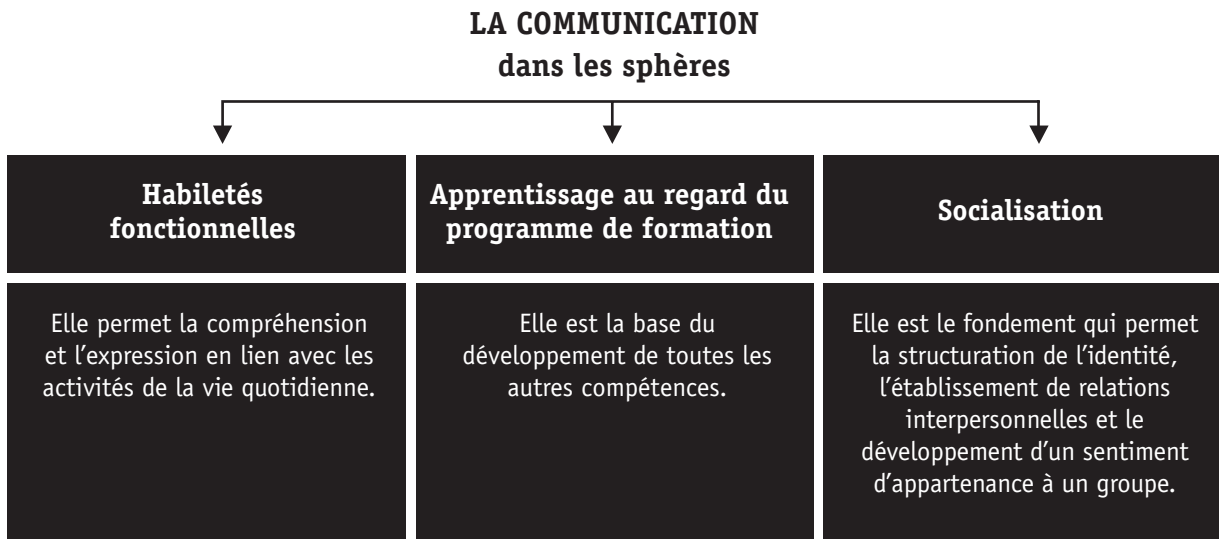 LA COMMUNICATION
dans les sphères
Habiletés
fonctionnelles
Elle permet la compréhension
et l’expression en lien avec les
activités de la vie quotidienne.
Apprentissage au regard du
programme de formation
Elle est la base du
développement de toutes les
autres compétences.
Socialisation
Elle est le fondement qui permet
la structuration de l’identité,
l’établissement de relations
interpersonnelles et le
développement d’un sentiment
d’appartenance à un groupe.